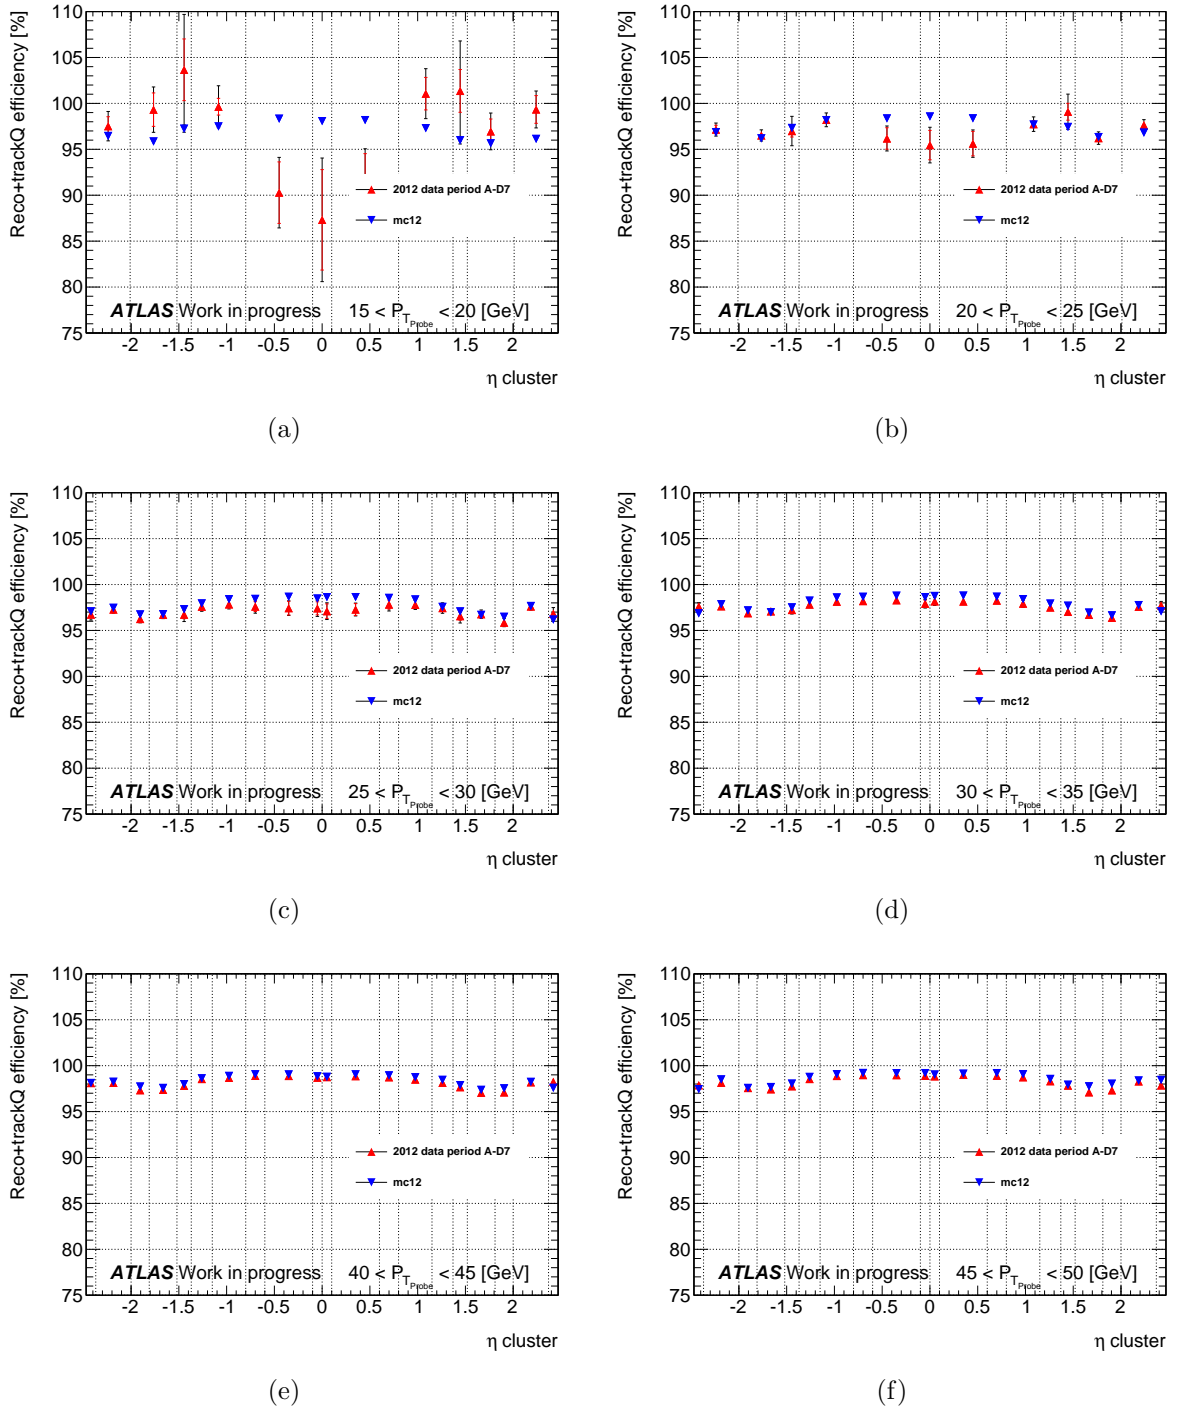 Reco+trackQ efficiency [%]
110
105
100
95
90
85
80
75
2012 data period A-D7
mc12
ATLAS Work in progress 15 < P_T_Probe < 20 [GeV]
-2 -1.5 -1 -0.5 0 0.5 1 1.5 2
η cluster
(a)
Reco+trackQ efficiency [%]
110
105
100
95
90
85
80
75
2012 data period A-D7
mc12
ATLAS Work in progress 20 < P_T_Probe < 25 [GeV]
-2 -1.5 -1 -0.5 0 0.5 1 1.5 2
η cluster
(b)
Reco+trackQ efficiency [%]
110
105
100
95
90
85
80
75
2012 data period A-D7
mc12
ATLAS Work in progress 25 < P_T_Probe < 30 [GeV]
-2 -1.5 -1 -0.5 0 0.5 1 1.5 2
η cluster
(c)
Reco+trackQ efficiency [%]
110
105
100
95
90
85
80
75
2012 data period A-D7
mc12
ATLAS Work in progress 30 < P_T_Probe < 35 [GeV]
-2 -1.5 -1 -0.5 0 0.5 1 1.5 2
η cluster
(d)
Reco+trackQ efficiency [%]
110
105
100
95
90
85
80
75
2012 data period A-D7
mc12
ATLAS Work in progress 40 < P_T_Probe < 45 [GeV]
-2 -1.5 -1 -0.5 0 0.5 1 1.5 2
η cluster
(e)
Reco+trackQ efficiency [%]
110
105
100
95
90
85
80
75
2012 data period A-D7
mc12
ATLAS Work in progress 45 < P_T_Probe < 50 [GeV]
-2 -1.5 -1 -0.5 0 0.5 1 1.5 2
η cluster
(f)